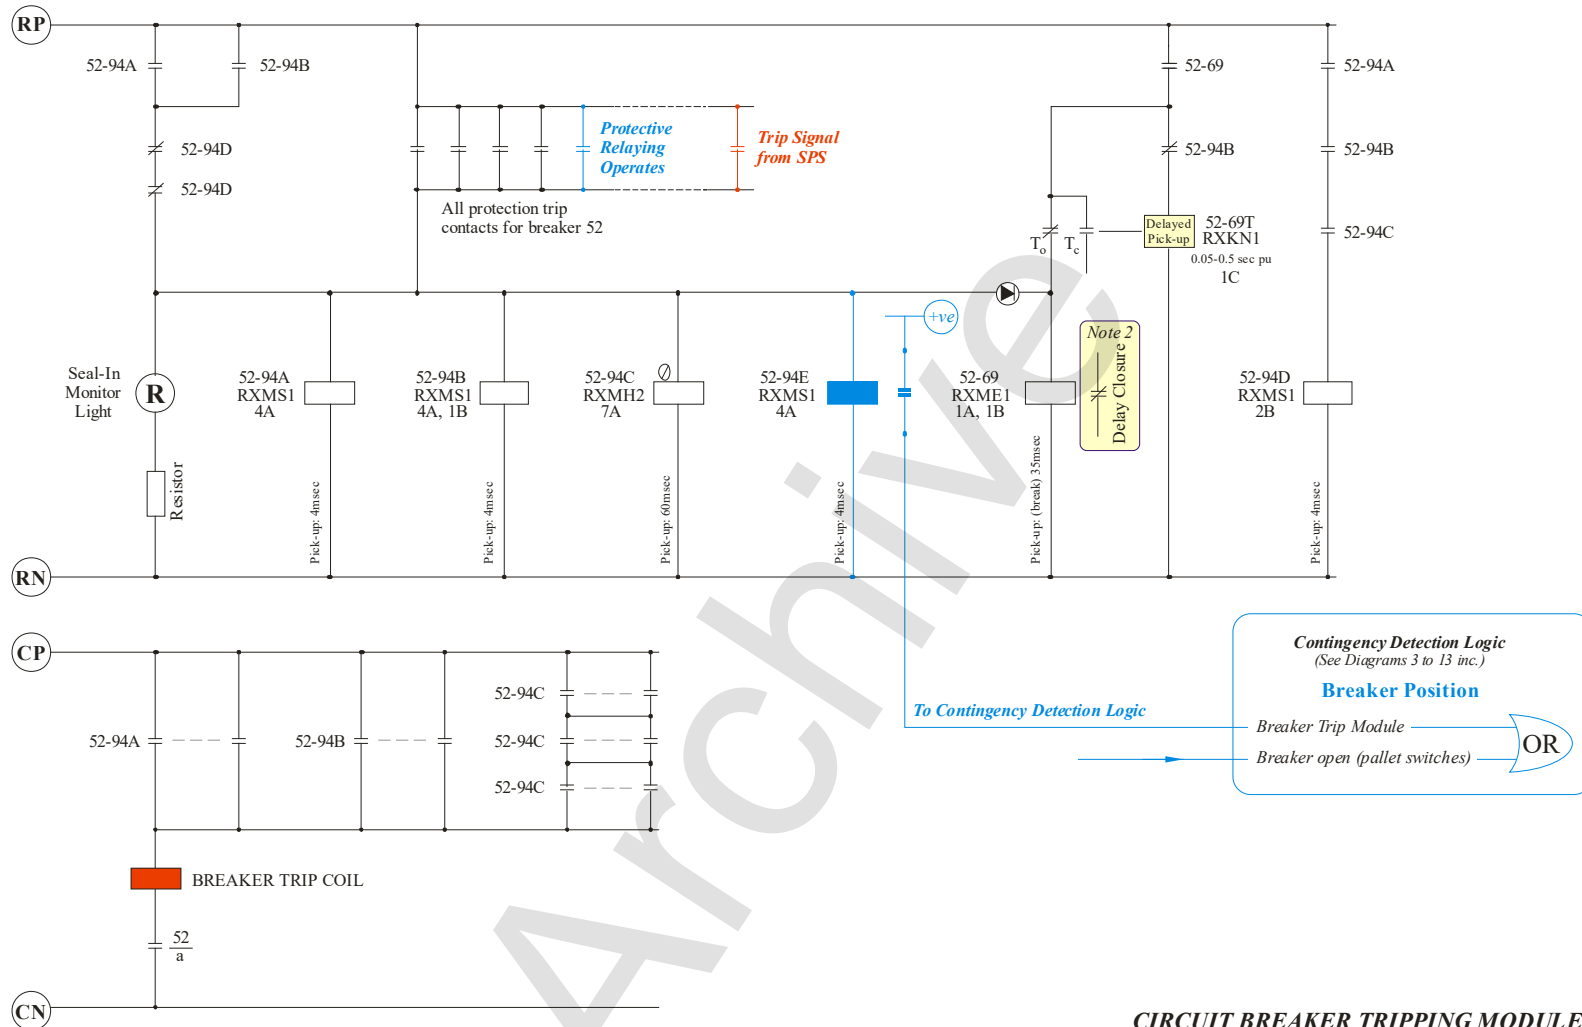 RP
52-94A
52-94B
52-69
52-94A
52-94D
52-94D
Protective
Relaying
Operates
Trip Signal
from SPS
52-94B
52-94B
All protection trip
contacts for breaker 52
To
Tc
Delayed
Pick-up
52-69T
RXKN1
0.05-0.5 sec pu
1C
52-94C
+ve
Note 2
Delay Closure
Seal-In
Monitor
Light
R
Resistor
52-94A
RXMS1
4A
Pick-up: 4msec
52-94B
RXMS1
4A, 1B
Pick-up: 4msec
52-94C
RXMH2
7A
Pick-up: 60msec
52-94E
RXMS1
4A
Pick-up: 4msec
52-69
RXME1
1A, 1B
Pick-up: (break) 35msec
52-94D
RXMS1
2B
Pick-up: 4msec
RN
CP
52-94A
52-94B
52-94C
52-94C
52-94C
To Contingency Detection Logic
Contingency Detection Logic
(See Diagrams 3 to 13 inc.)
Breaker Position
Breaker Trip Module
Breaker open (pallet switches)
OR
BREAKER TRIP COIL
52
a
CN
CIRCUIT BREAKER TRIPPING MODULE
Archive